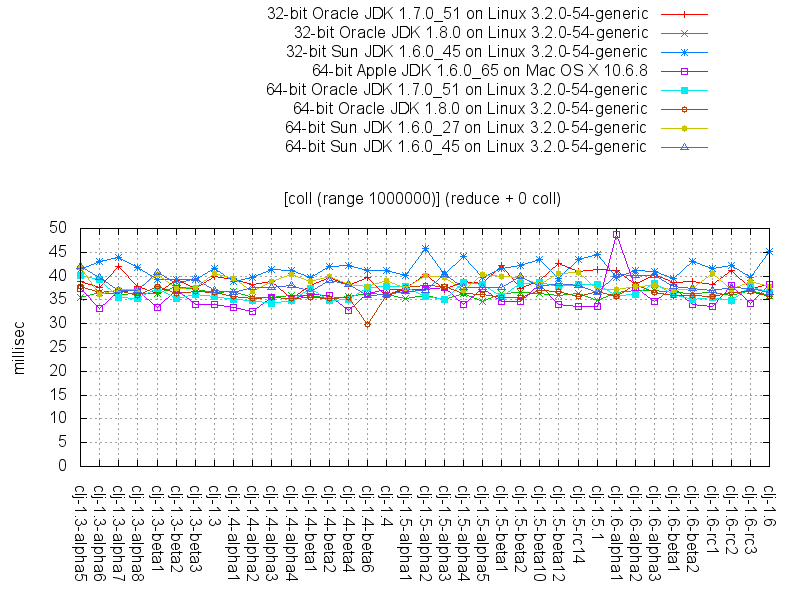 32-bit Oracle JDK 1.7.0_51 on Linux 3.2.0-54-generic
32-bit Oracle JDK 1.8.0 on Linux 3.2.0-54-generic
32-bit Sun JDK 1.6.0_45 on Linux 3.2.0-54-generic
64-bit Apple JDK 1.6.0_65 on Mac OS X 10.6.8
64-bit Oracle JDK 1.7.0_51 on Linux 3.2.0-54-generic
64-bit Oracle JDK 1.8.0 on Linux 3.2.0-54-generic
64-bit Sun JDK 1.6.0_27 on Linux 3.2.0-54-generic
64-bit Sun JDK 1.6.0_45 on Linux 3.2.0-54-generic
[coll (range 1000000)] (reduce + 0 coll)
millisec
50
45
40
35
30
25
20
15
10
5
0
clj-1.3-alpha5
clj-1.3-alpha6
clj-1.3-alpha7
clj-1.3-alpha8
clj-1.3-beta1
clj-1.3-beta2
clj-1.3-beta3
clj-1.3
clj-1.4-alpha1
clj-1.4-alpha2
clj-1.4-alpha3
clj-1.4-alpha4
clj-1.4-beta1
clj-1.4-beta2
clj-1.4-beta4
clj-1.4-beta6
clj-1.4
clj-1.5-alpha1
clj-1.5-alpha2
clj-1.5-alpha3
clj-1.5-alpha4
clj-1.5-alpha5
clj-1.5-beta1
clj-1.5-beta2
clj-1.5-beta10
clj-1.5-beta12
clj-1.5-rc14
clj-1.5.1
clj-1.6-alpha1
clj-1.6-alpha2
clj-1.6-alpha3
clj-1.6-beta1
clj-1.6-beta2
clj-1.6-rc1
clj-1.6-rc2
clj-1.6-rc3
clj-1.6